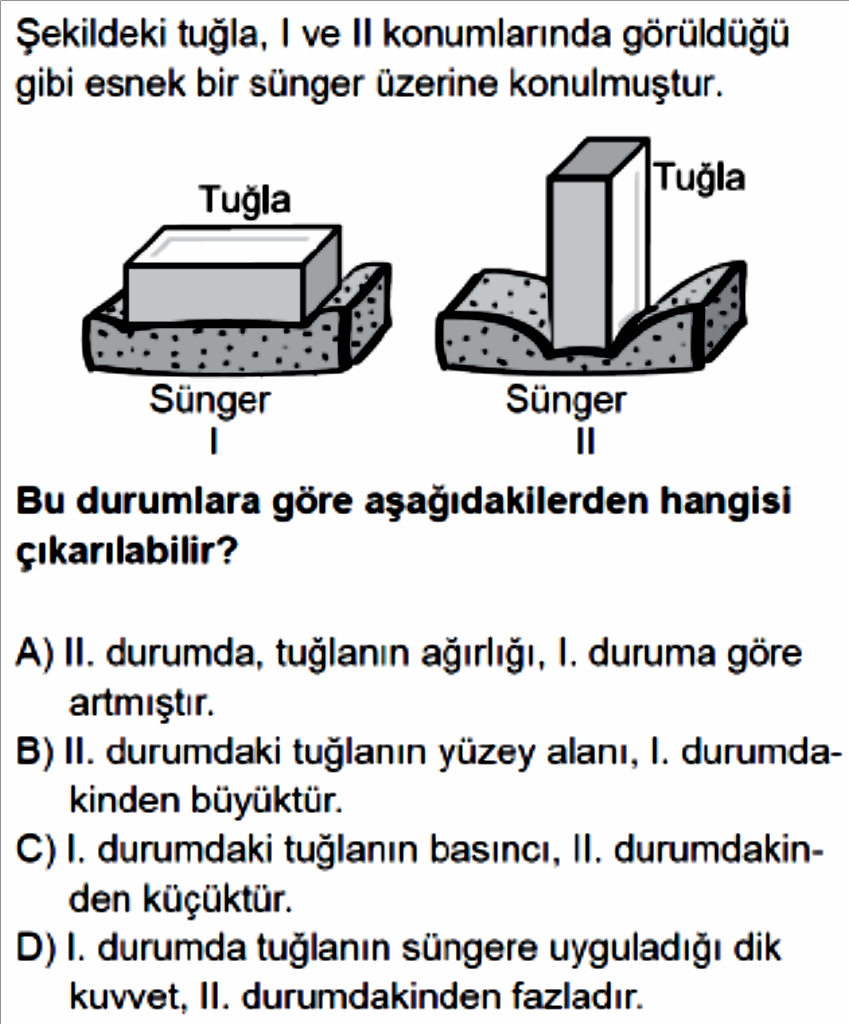 Şekildeki tuğla, I ve II konumlarında görüldüğü
gibi esnek bir sünger üzerine konulmuştur.
Tuğla
Tuğla
Sünger
Sünger
I
II
Bu durumlara göre aşağıdakilerden hangisi
çıkarılabilir?
A) II. durumda, tuğlanın ağırlığı, I. duruma göre
artmıştır.
B) II. durumdaki tuğlanın yüzey alanı, I. durumda-
kinden büyüktür.
C) I. durumdaki tuğlanın basıncı, II. durumdakin-
den küçüktür.
D) I. durumda tuğlanın süngere uyguladığı dik
kuvvet, II. durumdakinden fazladır.